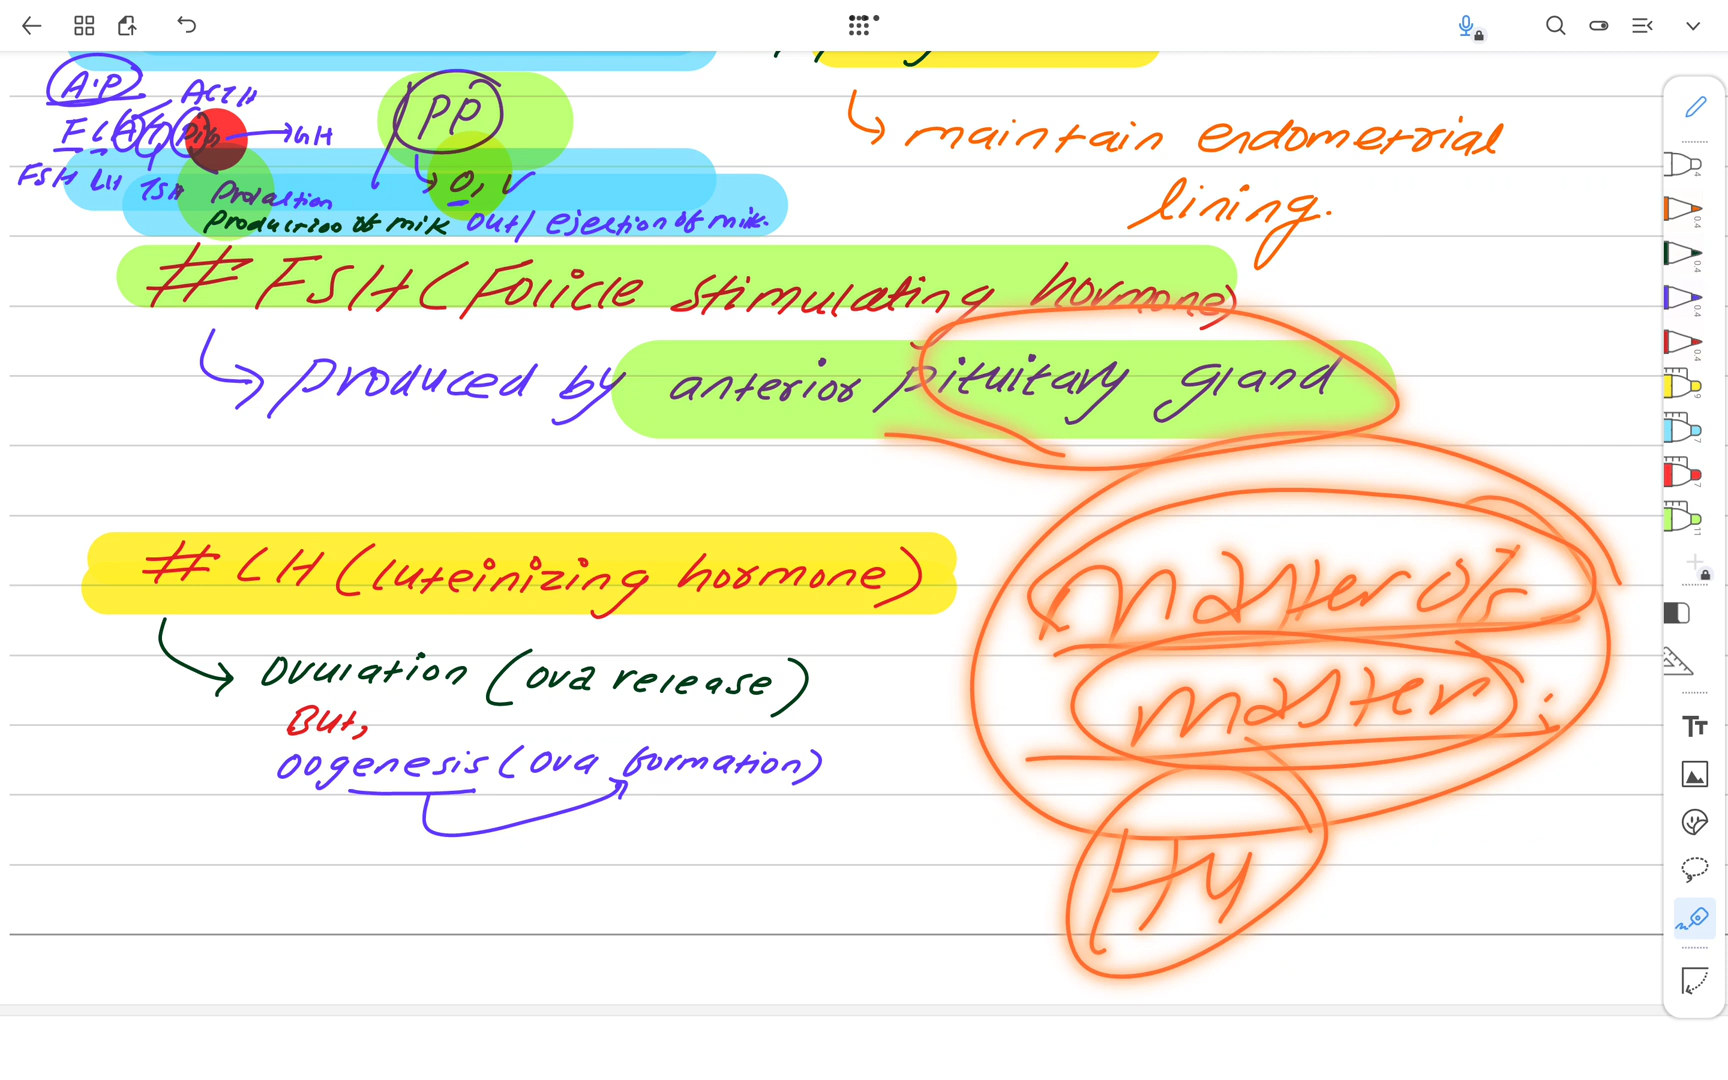 A.P ACTH
PP
→GH
FSH LH TSH Prolaction
→ O, V
Production of milk out/ ejection of milk.
↳ maintain endometrial
lining.
# FSH (Folicle stimulating hormone)
↳ produced by anterior pituitary gland
# LH (luteinizing hormone)
→ Ovulation (ova release)
But,
oogenesis (ova formation)
master of
master;
Hy